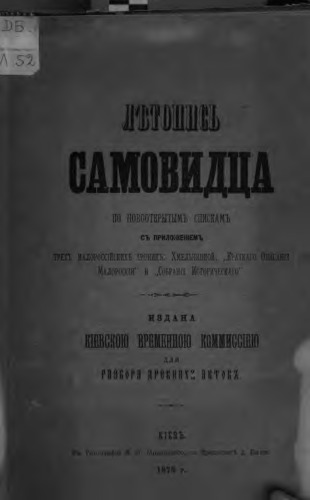 ДБ
Л 52
ЛѢТОПИСЬ
САМОВИДЦА
ПО НОВООТКРЫТЫМЪ СПИСКАМЪ
СЪ ПРИЛОЖЕНІЕМЪ
ТРЕХЪ МАЛОРОССІЙСКИХЪ ХРОНИКЪ: ХМЕЛЬНИЦКОЙ, „КРАТКАГО ОПИСАНІЯ
МАЛОРОССІИ“ И „СОБРАНІЯ ИСТОРИЧЕСКАГО“
ИЗДАНА
КІЕВСКОЮ ВРЕМЕННОЮ КОММИССІЕЮ
ДЛЯ
РАЗБОРА ДРЕВНИХЪ АКТОВЪ.
КІЕВЪ.
1878 г.